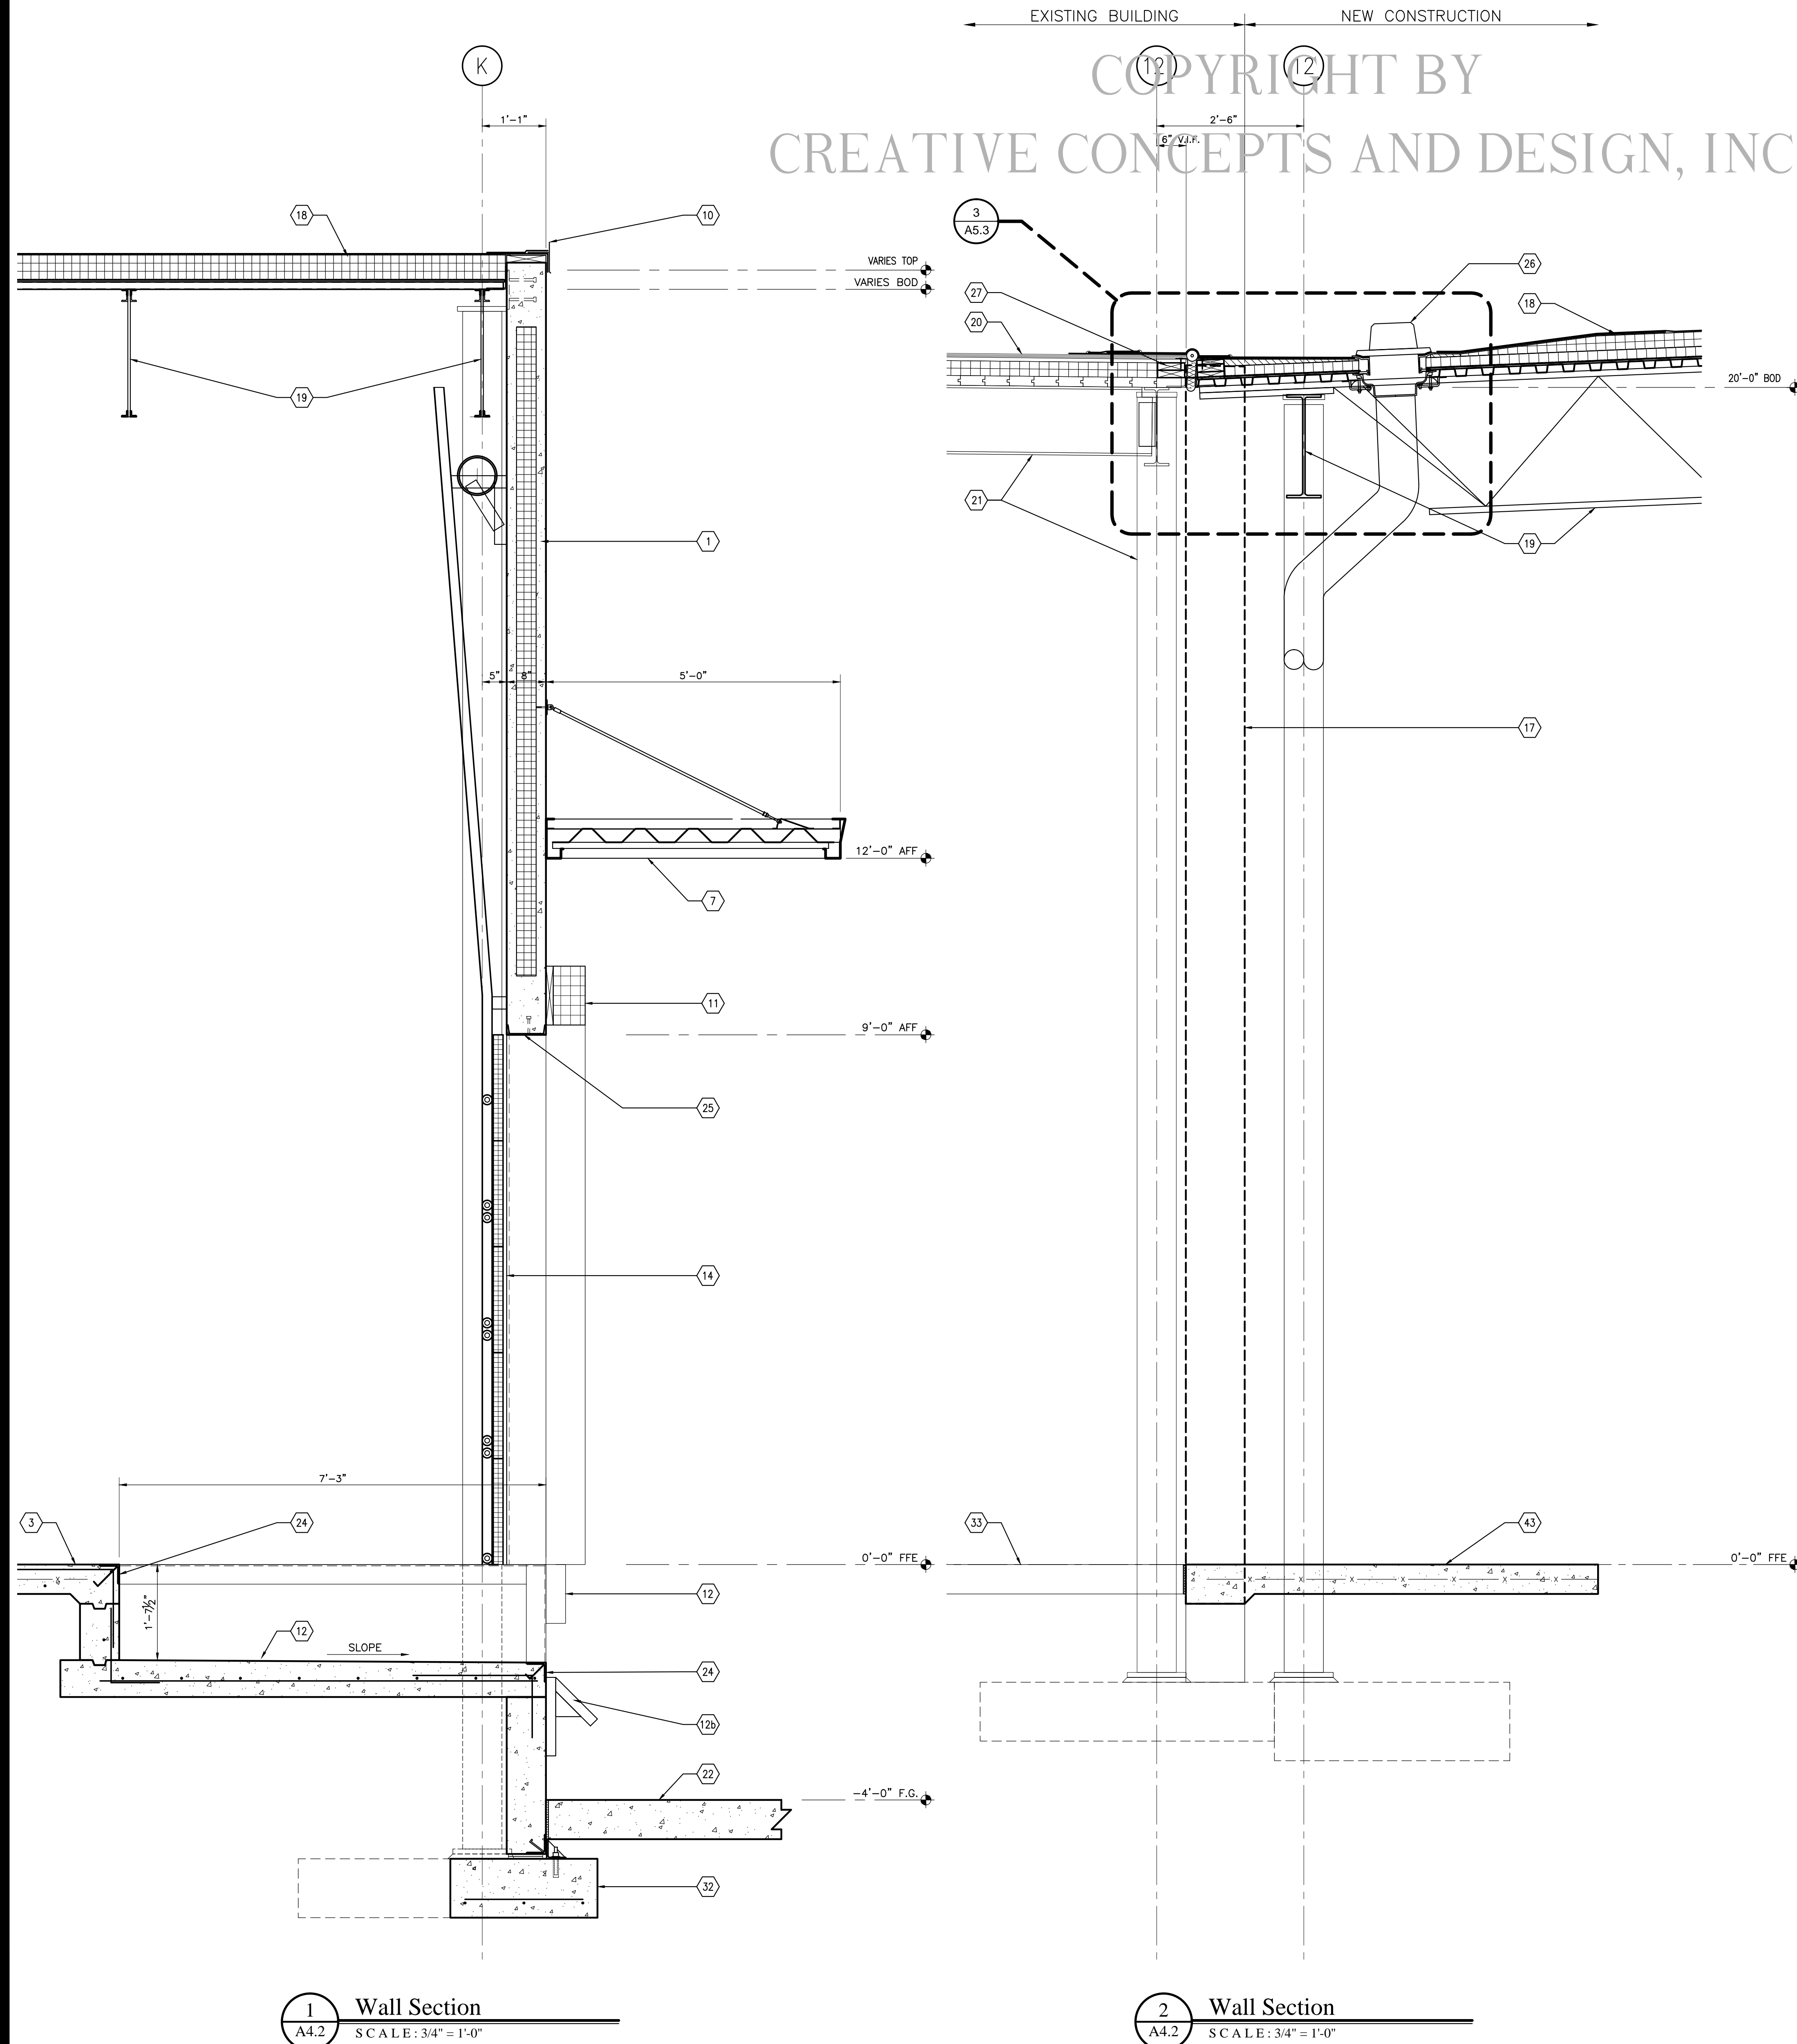 EXISTING BUILDING
NEW CONSTRUCTION
K
12
12
COPYRIGHT BY
1'-1"
2'-6"
6" V.I.F.
CREATIVE CONCEPTS AND DESIGN, INC
18
10
3
A5.3
VARIES TOP
VARIES BOD
26
27
18
20
20'-0" BOD
19
21
1
19
5"
8"
5'-0"
17
12'-0" AFF
7
11
9'-0" AFF
25
14
7'-3"
3
24
33
43
0'-0" FFE
0'-0" FFE
1'-7½"
12
12
SLOPE
24
12b
22
-4'-0" F.G.
32
1
A4.2
Wall Section
SCALE: 3/4" = 1'-0"
2
A4.2
Wall Section
SCALE: 3/4" = 1'-0"